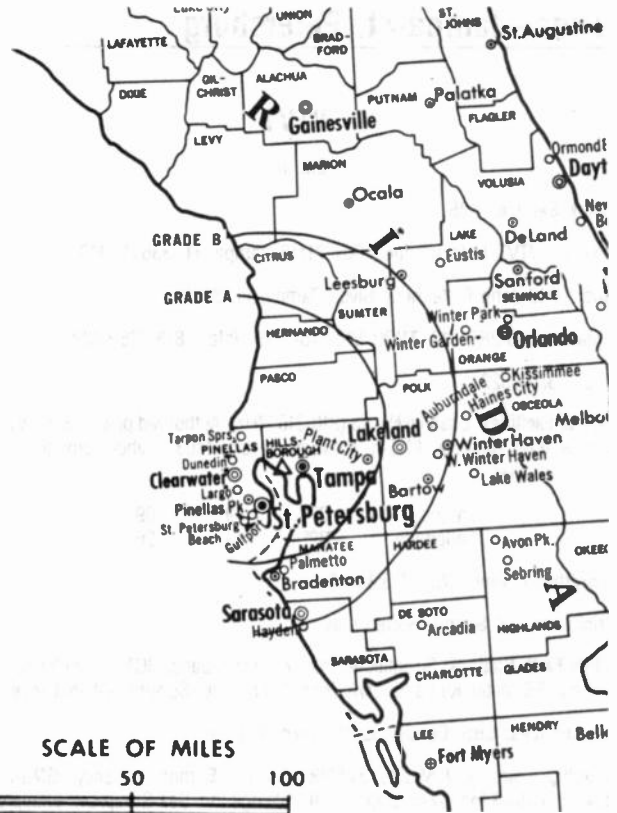 UNION
BRAD-
FORD
ST.
JOHNS
St. Augustine
LAFAYETTE
GIL-
CHRIST
ALACHUA
PUTNAM
Palatka
R
Gainesville
FLAGLER
LEVY
MARION
Ormond B
VOLUSIA
Dayt
Ocala
New
DeLand
GRADE B
I
LAKE
CITRUS
Eustis
Leesburg
Sanford
SEMINOLE
GRADE A
SUMTER
Winter Park
HERNANDO
Winter Garden
Orlando
ORANGE
PASCO
POLK
Kissimmee
Auburndale
Haines City
OSCEOLA
D
Melbou
Tarpon Sprs.
PINELLAS
HILLS-
BOROUGH
Plant City
Lakeland
Winter Haven
Dunedin
W. Winter Haven
Clearwater
Tampa
Lake Wales
Largo
Bartow
Pinellas Pk.
St. Petersburg
St. Petersburg
Beach
Gulfport
MANATEE
HARDEE
Avon Pk.
OKEEC
Palmetto
Sebring
Bradenton
A
Sarasota
Hayden
DE SOTO
Arcadia
HIGHLANDS
SARASOTA
CHARLOTTE
GLADES
SCALE OF MILES
LEE
HENDRY
Belle
Fort Myers
50
100